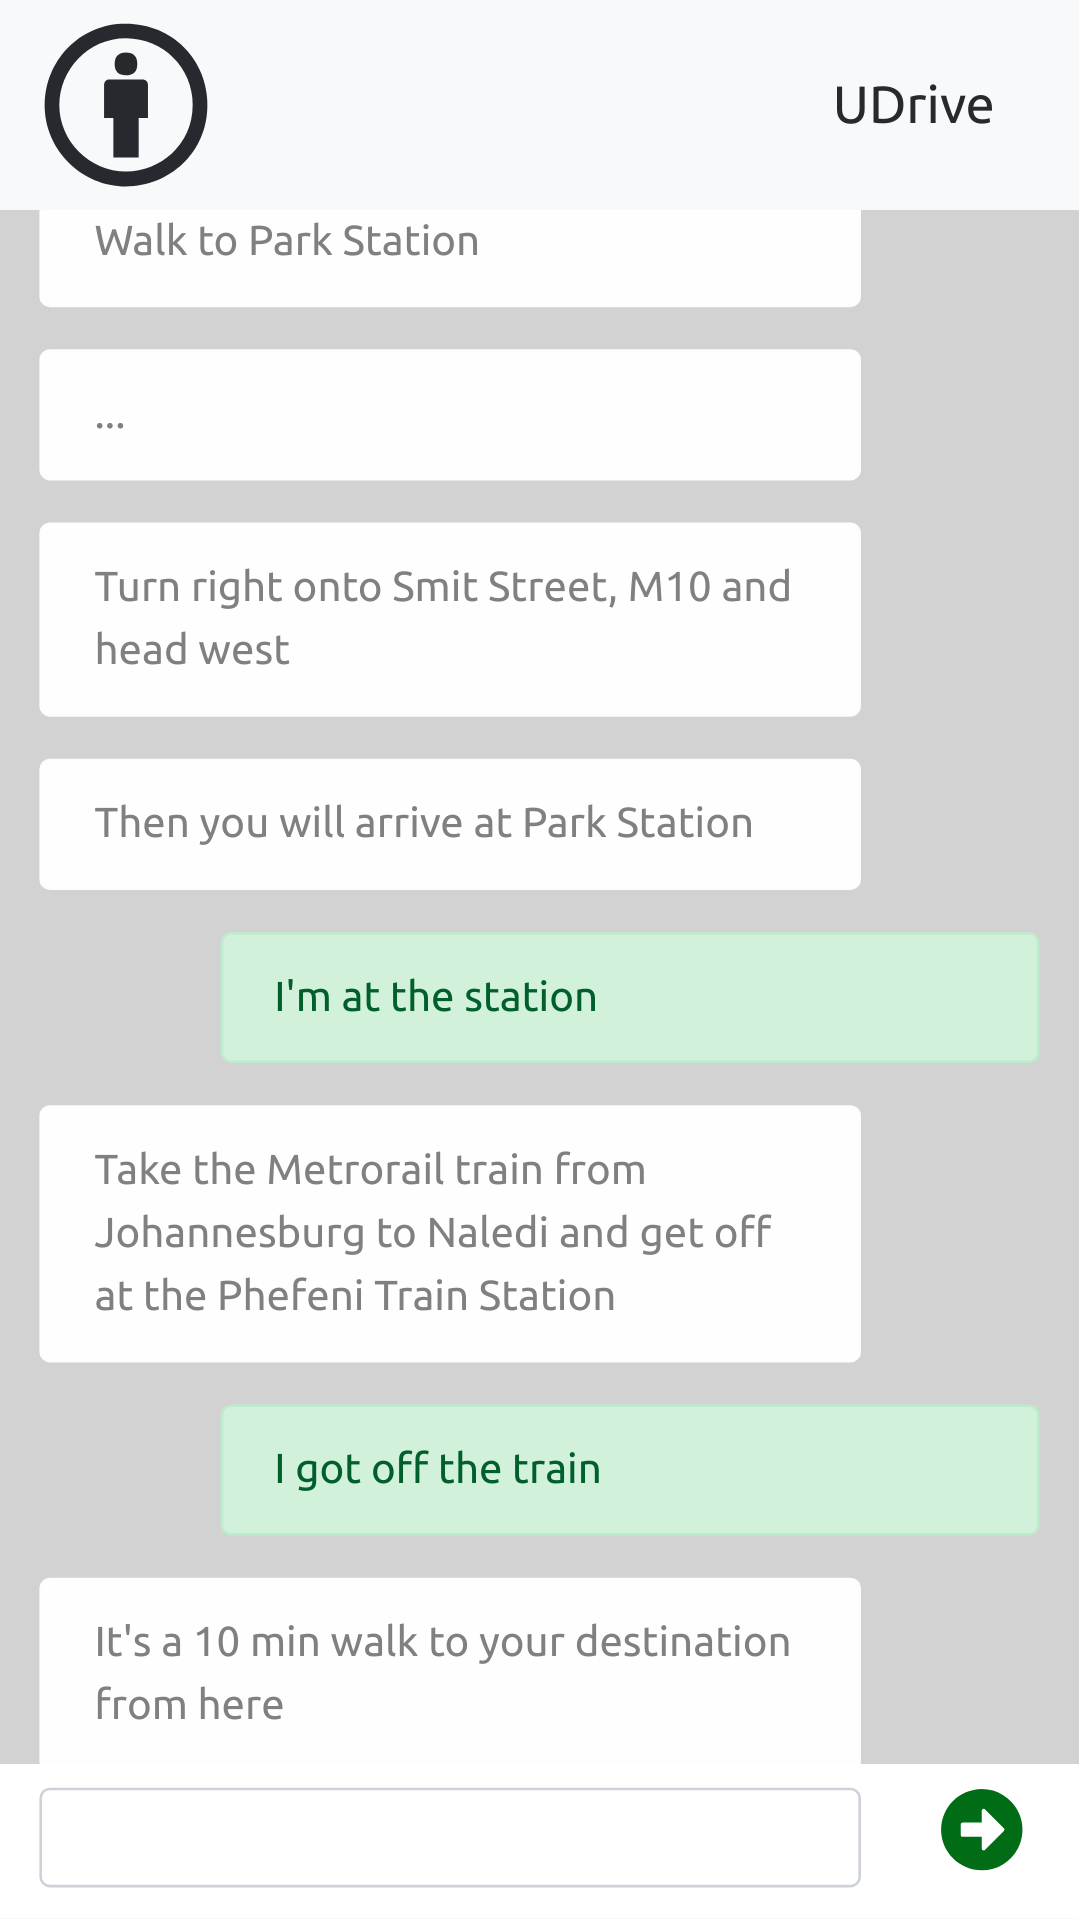 UDrive
Walk to Park Station
...
Turn right onto Smit Street, M10 and
head west
Then you will arrive at Park Station
I'm at the station
Take the Metrorail train from
Johannesburg to Naledi and get off
at the Phefeni Train Station
I got off the train
It's a 10 min walk to your destination
from here